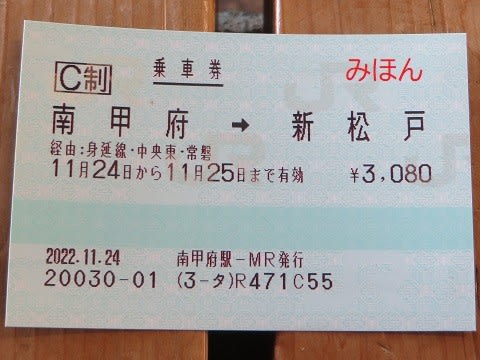 C制 乗車券 みほん
南甲府 → 新松戸
経由:身延線・中央東・常磐
11月24日から11月25日まで有効 ¥3,080
2022.11.24 南甲府駅-MR発行
20030-01 (3-タ)R471C55